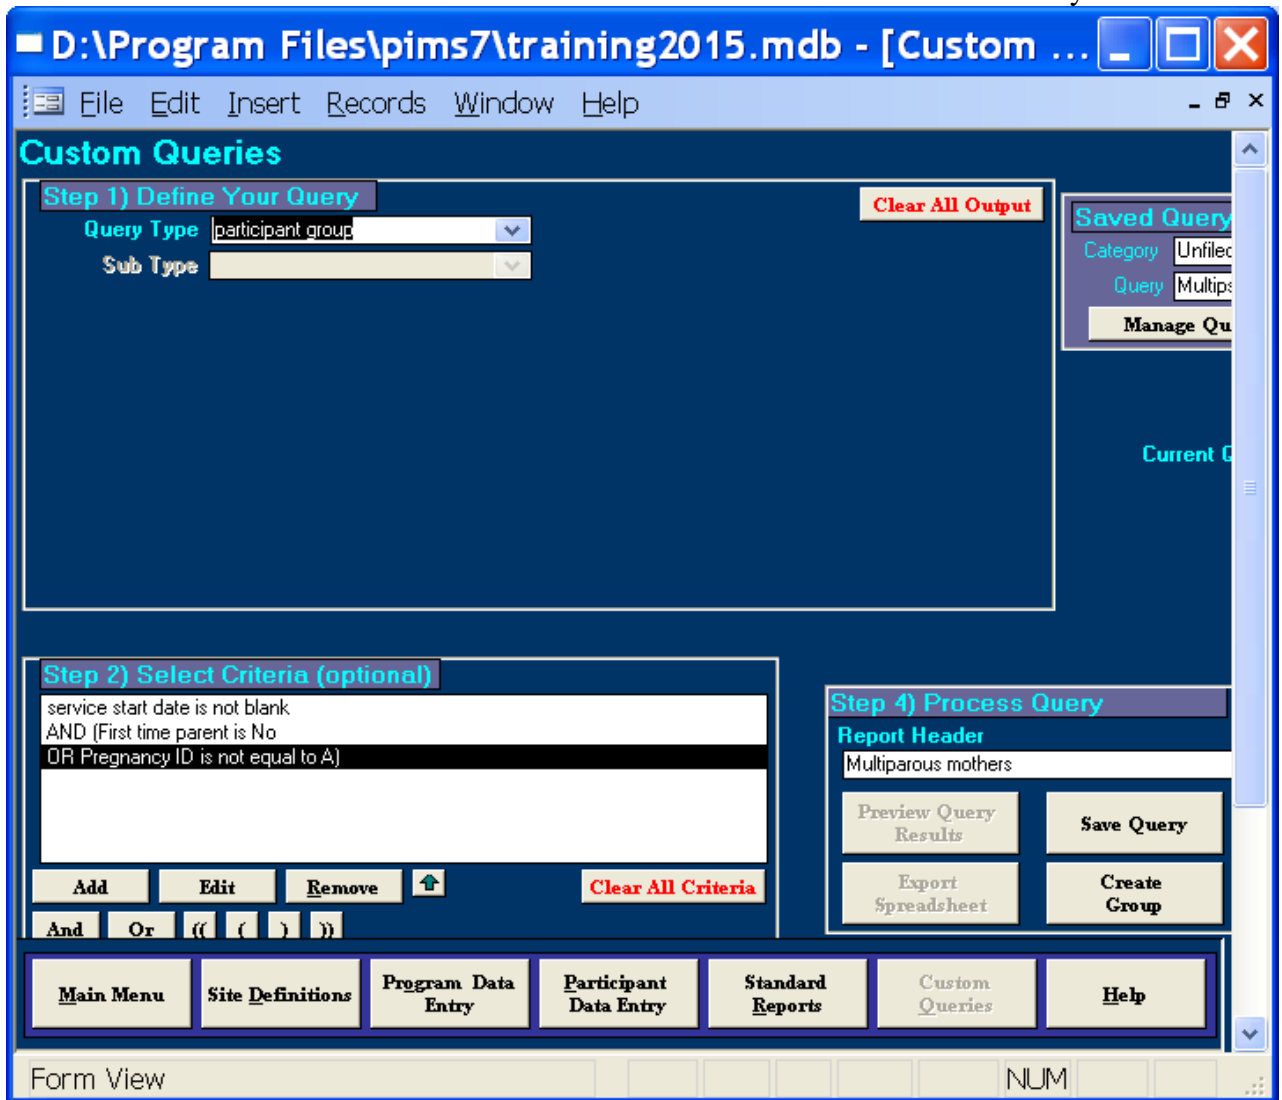 D:\Program Files\pims7\training2015.mdb - [Custom ...
File Edit Insert Records Window Help
Custom Queries
Step 1) Define Your Query
Clear All Output
Query Type participant group
Sub Type
Saved Query
Category Unfiled
Query Multip
Manage Qu
Current
Step 2) Select Criteria (optional)
service start date is not blank
AND (First time parent is No
OR Pregnancy ID is not equal to A)
Add Edit Remove Clear All Criteria
And Or (( ( ) ))
Step 4) Process Query
Report Header
Multiparous mothers
Preview Query
Results
Save Query
Export
Spreadsheet
Create
Group
Main Menu
Site Definitions
Program Data
Entry
Participant
Data Entry
Standard
Reports
Custom
Queries
Help
Form View NUM